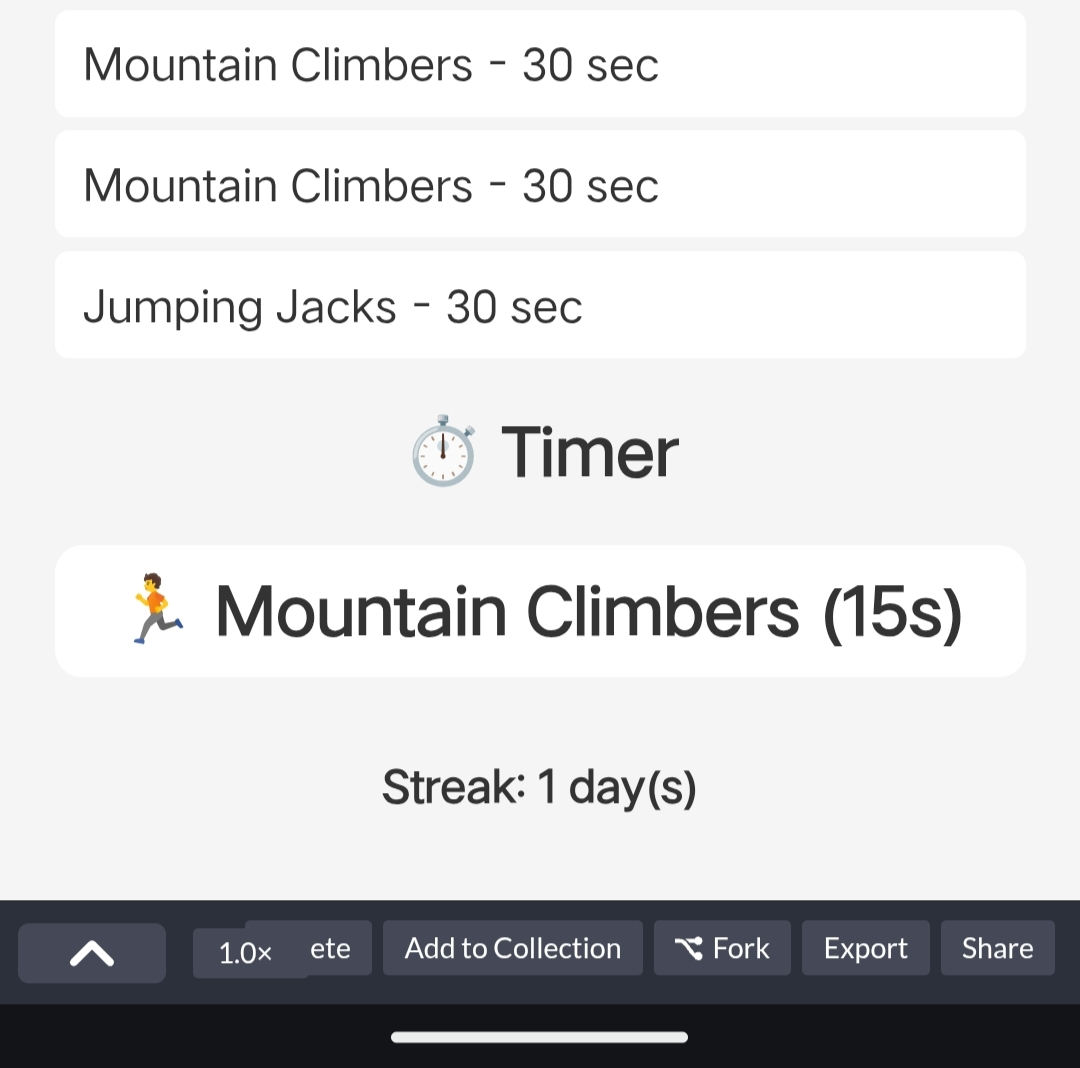 Mountain Climbers - 30 sec
Mountain Climbers - 30 sec
Jumping Jacks - 30 sec
Timer
Mountain Climbers (15s)
Streak: 1 day(s)
1.0× ete Add to Collection Fork Export Share